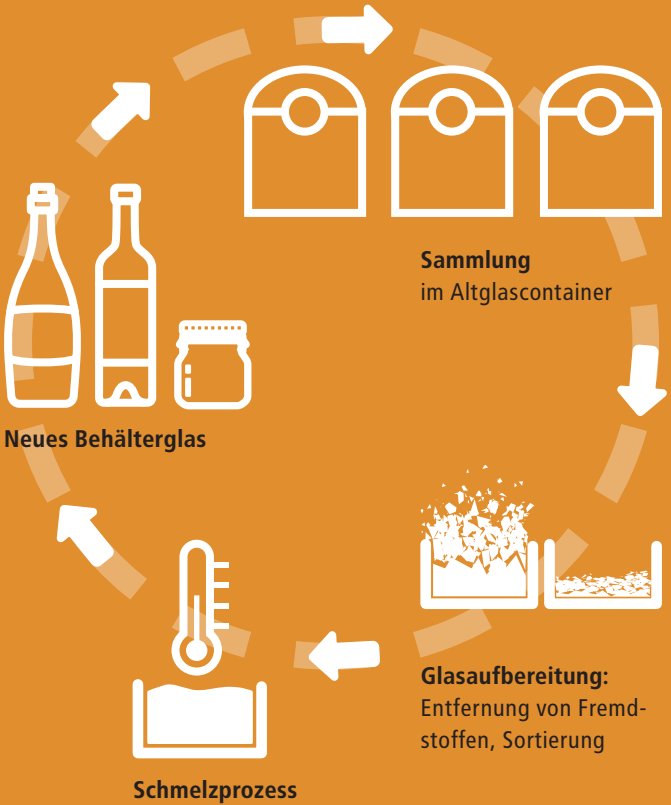 Sammlung
im Altglascontainer
Neues Behälterglas
Glasaufbereitung:
Entfernung von Fremd-
stoffen, Sortierung
Schmelzprozess